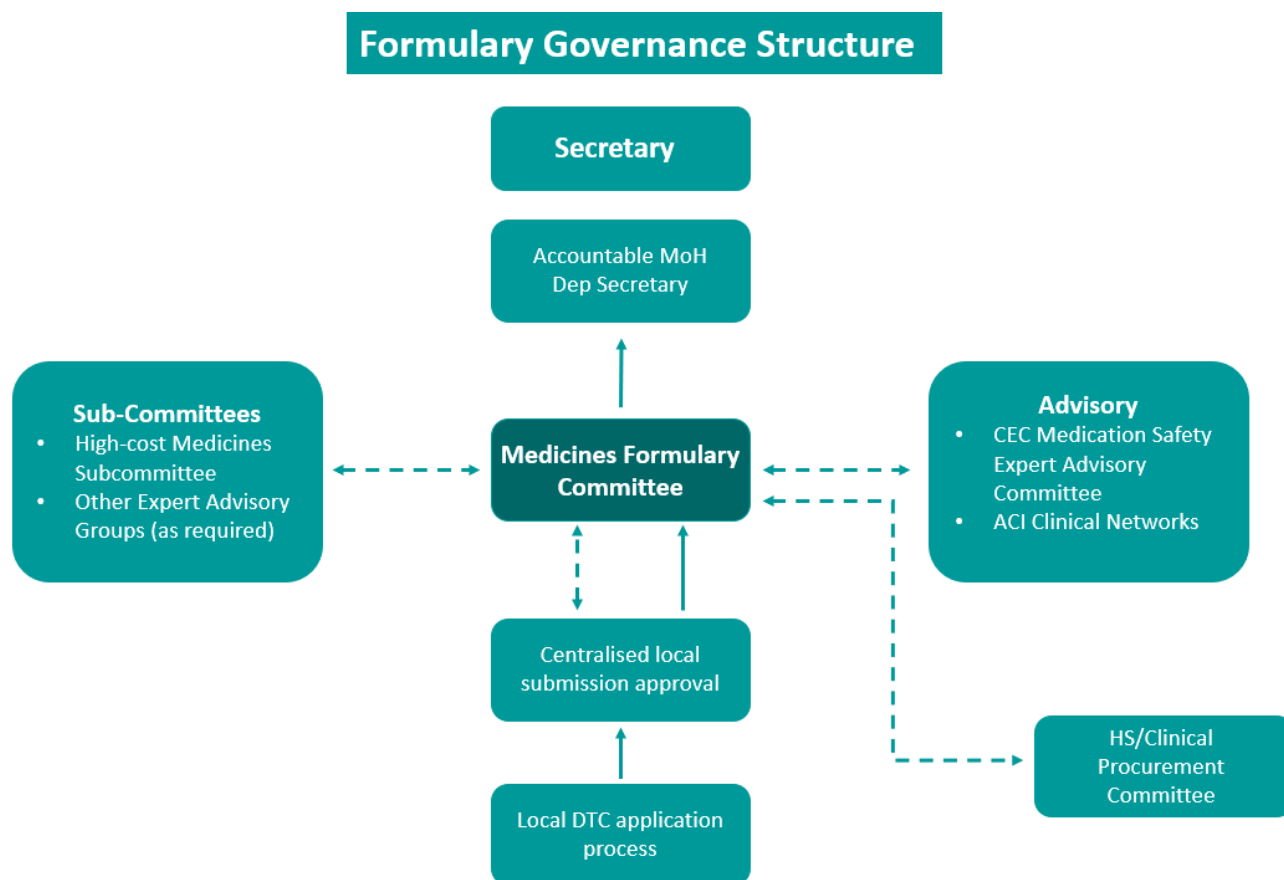 Formulary Governance Structure
Secretary
Accountable MoH
Dep Secretary
Sub-Committees
• High-cost Medicines
Subcommittee
• Other Expert Advisory
Groups (as required)
Medicines Formulary
Committee
Advisory
• CEC Medication Safety
Expert Advisory
Committee
• ACI Clinical Networks
Centralised local
submission approval
HS/Clinical
Procurement
Committee
Local DTC application
process